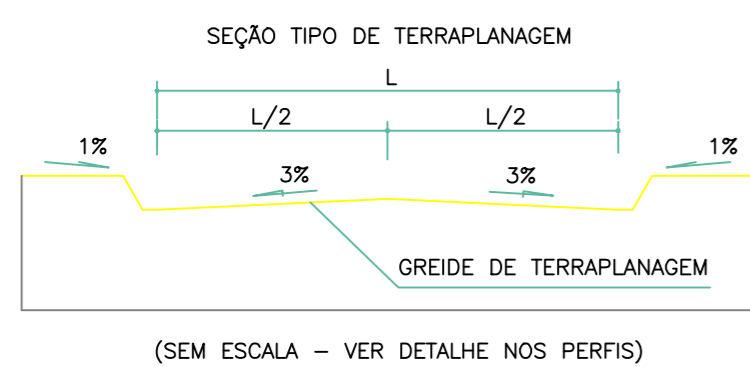 SEÇÃO TIPO DE TERRAPLANAGEM
L
L/2 L/2
1% 1%
3% 3%
GREIDE DE TERRAPLANAGEM
(SEM ESCALA – VER DETALHE NOS PERFIS)